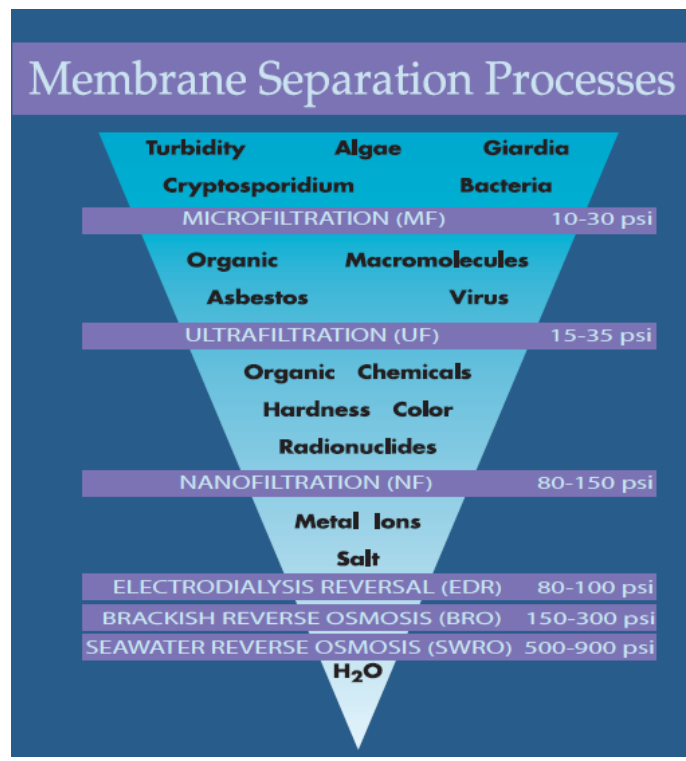 Membrane Separation Processes
Turbidity Algae Giardia
Cryptosporidium Bacteria
MICROFILTRATION (MF) 10-30 psi
Organic Macromolecules
Asbestos Virus
ULTRAFILTRATION (UF) 15-35 psi
Organic Chemicals
Hardness Color
Radionuclides
NANOFILTRATION (NF) 80-150 psi
Metal Ions
Salt
ELECTRODIALYSIS REVERSAL (EDR) 80-100 psi
BRACKISH REVERSE OSMOSIS (BRO) 150-300 psi
SEAWATER REVERSE OSMOSIS (SWRO) 500-900 psi
H₂O